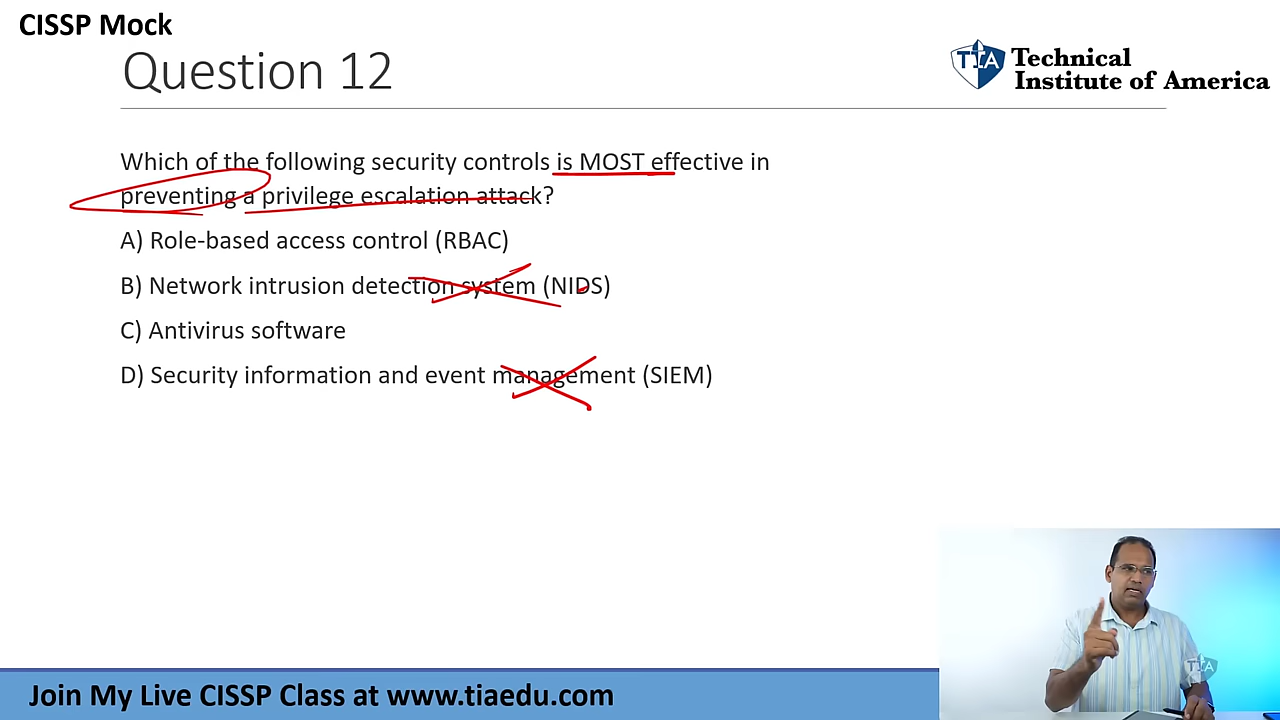 CISSP Mock
Question 12
TIA Technical
Institute of America
Which of the following security controls is MOST effective in
preventing a privilege escalation attack?
A) Role-based access control (RBAC)
B) Network intrusion detection system (NIDS)
C) Antivirus software
D) Security information and event management (SIEM)
TIA
Join My Live CISSP Class at www.tiaedu.com